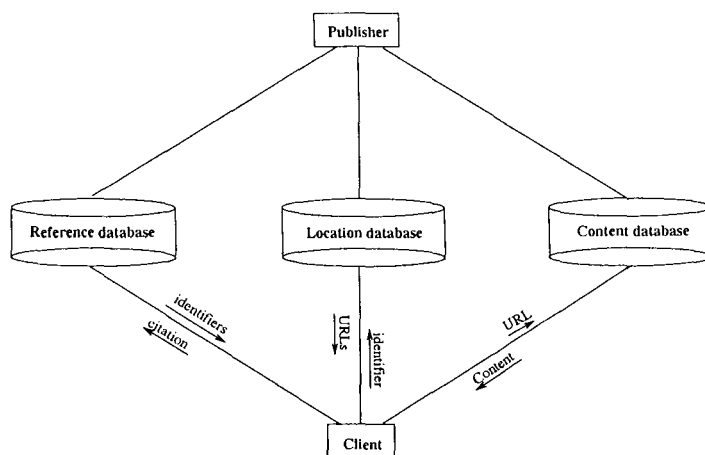 Publisher
Reference database
Location database
Content database
identifiers
citation
URLs
identifier
URL
Content
Client